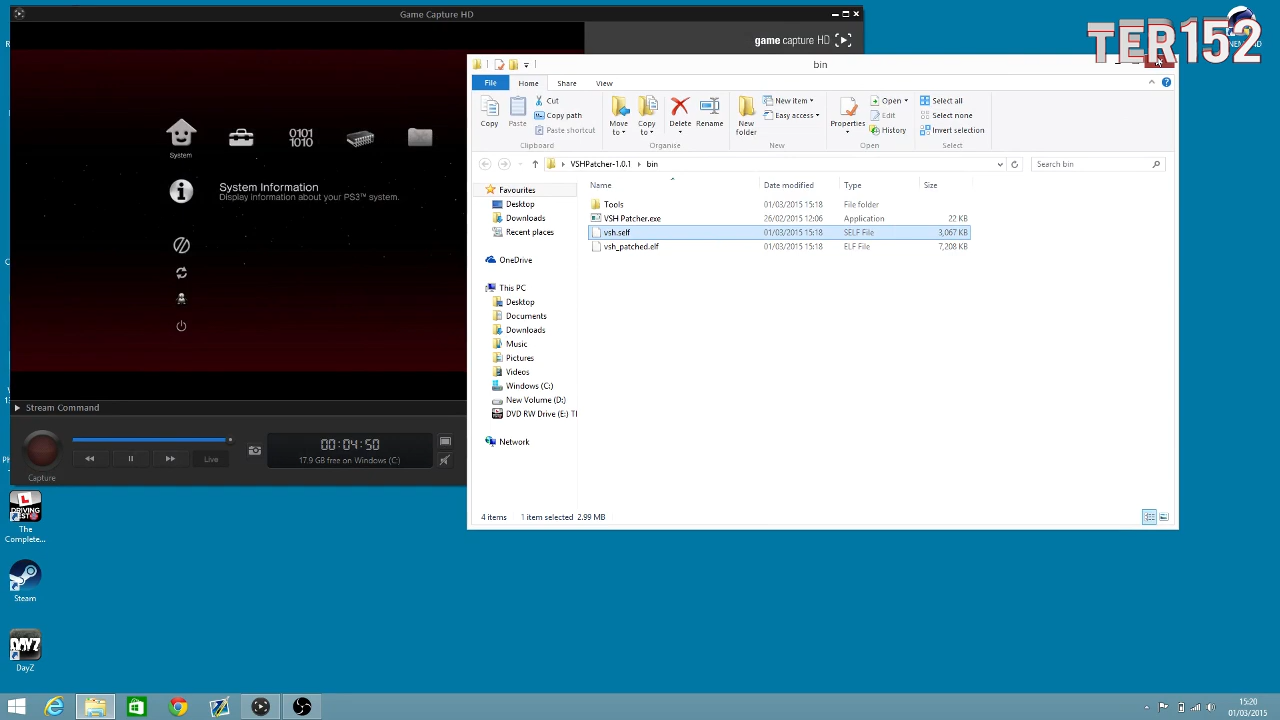 Game Capture HD
game capture HD
TER152
bin
File
Home
Share
View
Copy
Paste
Cut
Copy path
Paste shortcut
Clipboard
Move to
Copy to
Delete
Rename
Organise
New folder
New item
Easy access
New
Properties
Open
Edit
History
Open
Select all
Select none
Invert selection
Select
VSHPatcher-1.0.1
bin
Search bin
System
System Information
Display information about your PS3™ system.
Favourites
Desktop
Downloads
Recent places
OneDrive
This PC
Desktop
Documents
Downloads
Music
Pictures
Videos
Windows (C:)
New Volume (D:)
DVD RW Drive (E:) TI
Network
Name Date modified Type Size
Tools 01/03/2015 15:18 File folder
VSH Patcher.exe 26/02/2015 12:06 Application 22 KB
vsh.self 01/03/2015 15:18 SELF File 3,067 KB
vsh_patched.elf 01/03/2015 15:18 ELF File 7,208 KB
4 items 1 item selected 2.99 MB
Stream Command
Capture
Live
00:04:50
17.9 GB free on Windows (C:)
DRIVING
The Complete...
Steam
DAYZ
DayZ
15:20
01/03/2015